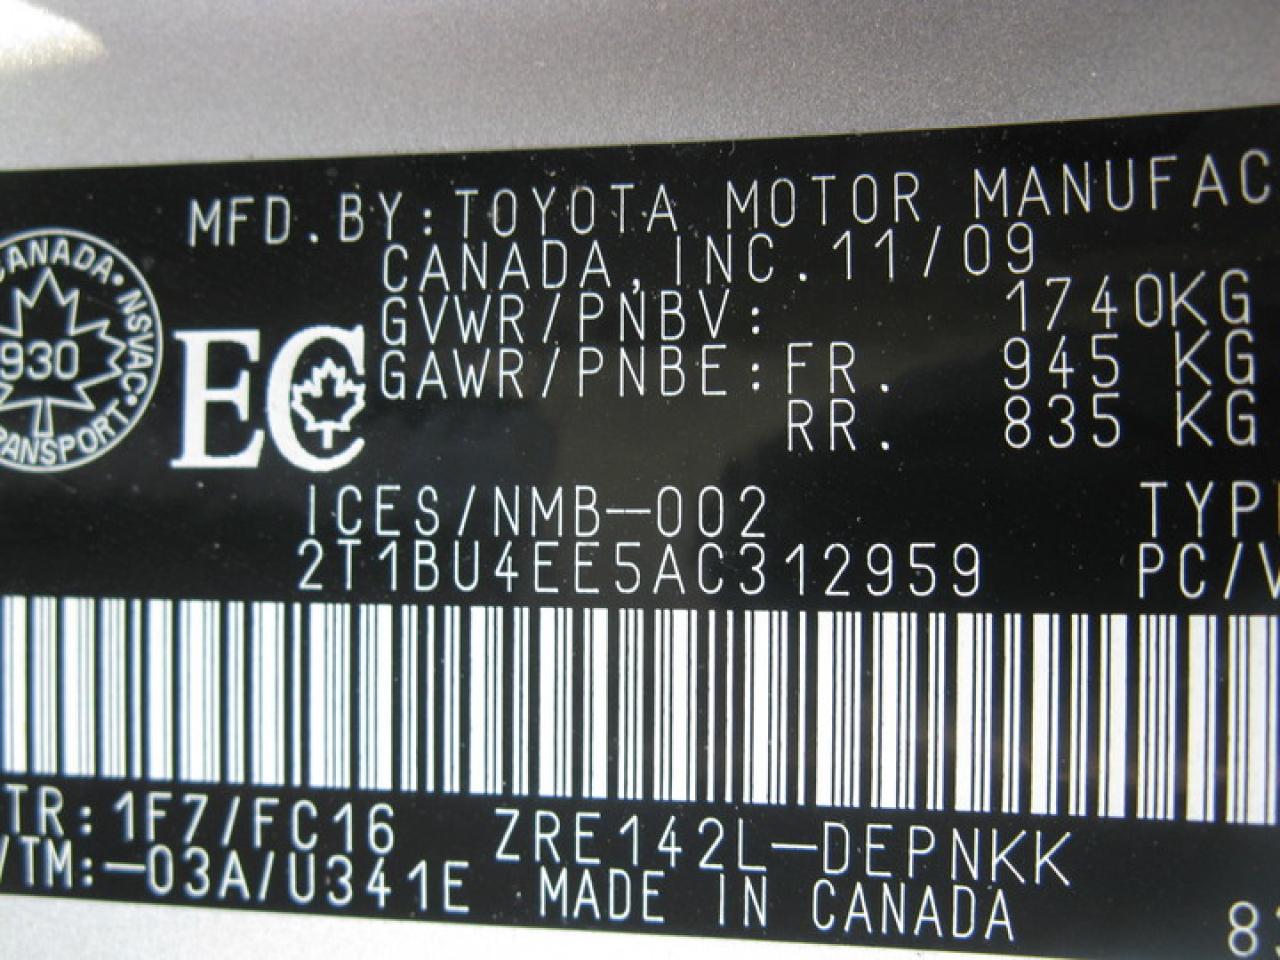 MFD.BY:TOYOTA MOTOR MANUFAC
CANADA, INC. 11/09
GVWR/PNBV: 1740KG
GAWR/PNBE:FR. 945 KG
RR. 835 KG
CANADA • NSVAC •
930
EC
ICES/NMB-002 TYP
2T1BU4EE5AC312959 PC/
TR:1F7/FC16 ZRE142L-DEPNKK
/TM:-03A/U341E MADE IN CANADA
8